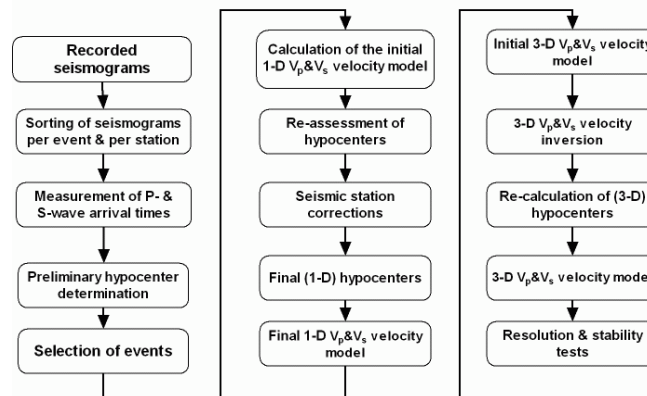 Recorded
seismograms
Sorting of seismograms
per event & per station
Measurement of P- &
S-wave arrival times
Preliminary hypocenter
determination
Selection of events
Calculation of the initial
1-D Vp&Vs velocity model
Re-assessment of
hypocenters
Seismic station
corrections
Final (1-D) hypocenters
Final 1-D Vp&Vs velocity
model
Initial 3-D Vp&Vs velocity
model
3-D Vp&Vs velocity
inversion
Re-calculation of (3-D)
hypocenters
3-D Vp&Vs velocity model
Resolution & stability
tests